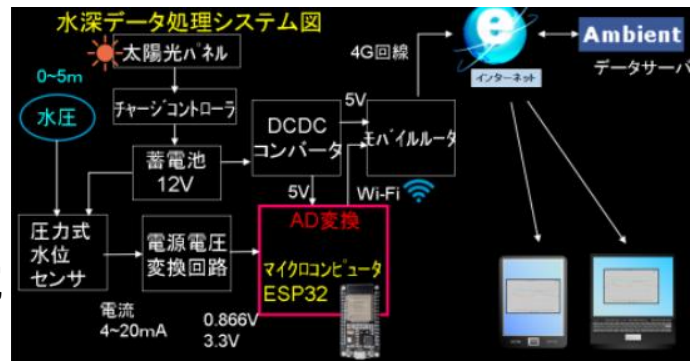 水深データ処理システム図
太陽光パネル
0~5m
水圧
チャージコントローラ
蓄電池
12V
DCDC
コンバータ
5V
5V
モバイルルータ
4G回線
e
インターネット
Ambient
データサーバ
Wi-Fi
圧力式
水位
センサ
電源電圧
変換回路
AD変換
マイクロコンピュータ
ESP32
電流
4~20mA
0.866V
3.3V